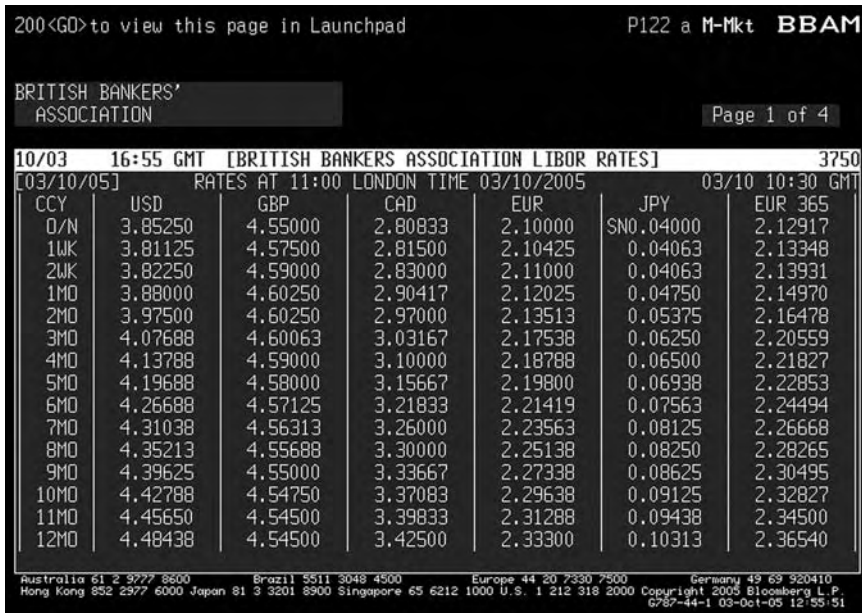 200<GO>to view this page in Launchpad P122 a M-Mkt BBAM
BRITISH BANKERS'
ASSOCIATION Page 1 of 4
10/03 16:55 GMT [BRITISH BANKERS ASSOCIATION LIBOR RATES] 3750
[03/10/05] RATES AT 11:00 LONDON TIME 03/10/2005 03/10 10:30 GMT
CCY USD GBP CAD EUR JPY EUR 365
O/N 3.85250 4.55000 2.80833 2.10000 SN0.04000 2.12917
1WK 3.81125 4.57500 2.81500 2.10425 0.04063 2.13348
2WK 3.82250 4.59000 2.83000 2.11000 0.04063 2.13931
1MO 3.88000 4.60250 2.90417 2.12025 0.04750 2.14970
2MO 3.97500 4.60250 2.97000 2.13513 0.05375 2.16478
3MO 4.07688 4.60063 3.03167 2.17538 0.06250 2.20559
4MO 4.13788 4.59000 3.10000 2.18788 0.06500 2.21827
5MO 4.19688 4.58000 3.15667 2.19800 0.06938 2.22853
6MO 4.26688 4.57125 3.21833 2.21419 0.07563 2.24494
7MO 4.31038 4.56313 3.26000 2.23563 0.08125 2.26668
8MO 4.35213 4.55688 3.30000 2.25138 0.08250 2.28265
9MO 4.39625 4.55000 3.33667 2.27338 0.08625 2.30495
10MO 4.42788 4.54750 3.37083 2.29638 0.09125 2.32827
11MO 4.45650 4.54500 3.39833 2.31288 0.09438 2.34500
12MO 4.48438 4.54500 3.42500 2.33300 0.10313 2.36540
Australia 61 2 9777 8600 Brazil 5511 3048 4500 Europe 44 20 7330 7500 Germany 49 69 920410
Hong Kong 852 2977 6000 Japan 81 3 3201 8900 Singapore 65 6212 1000 U.S. 1 212 318 2000 Copyright 2005 Bloomberg L.P.
G787-44-1 03-Oct-05 12:55:51